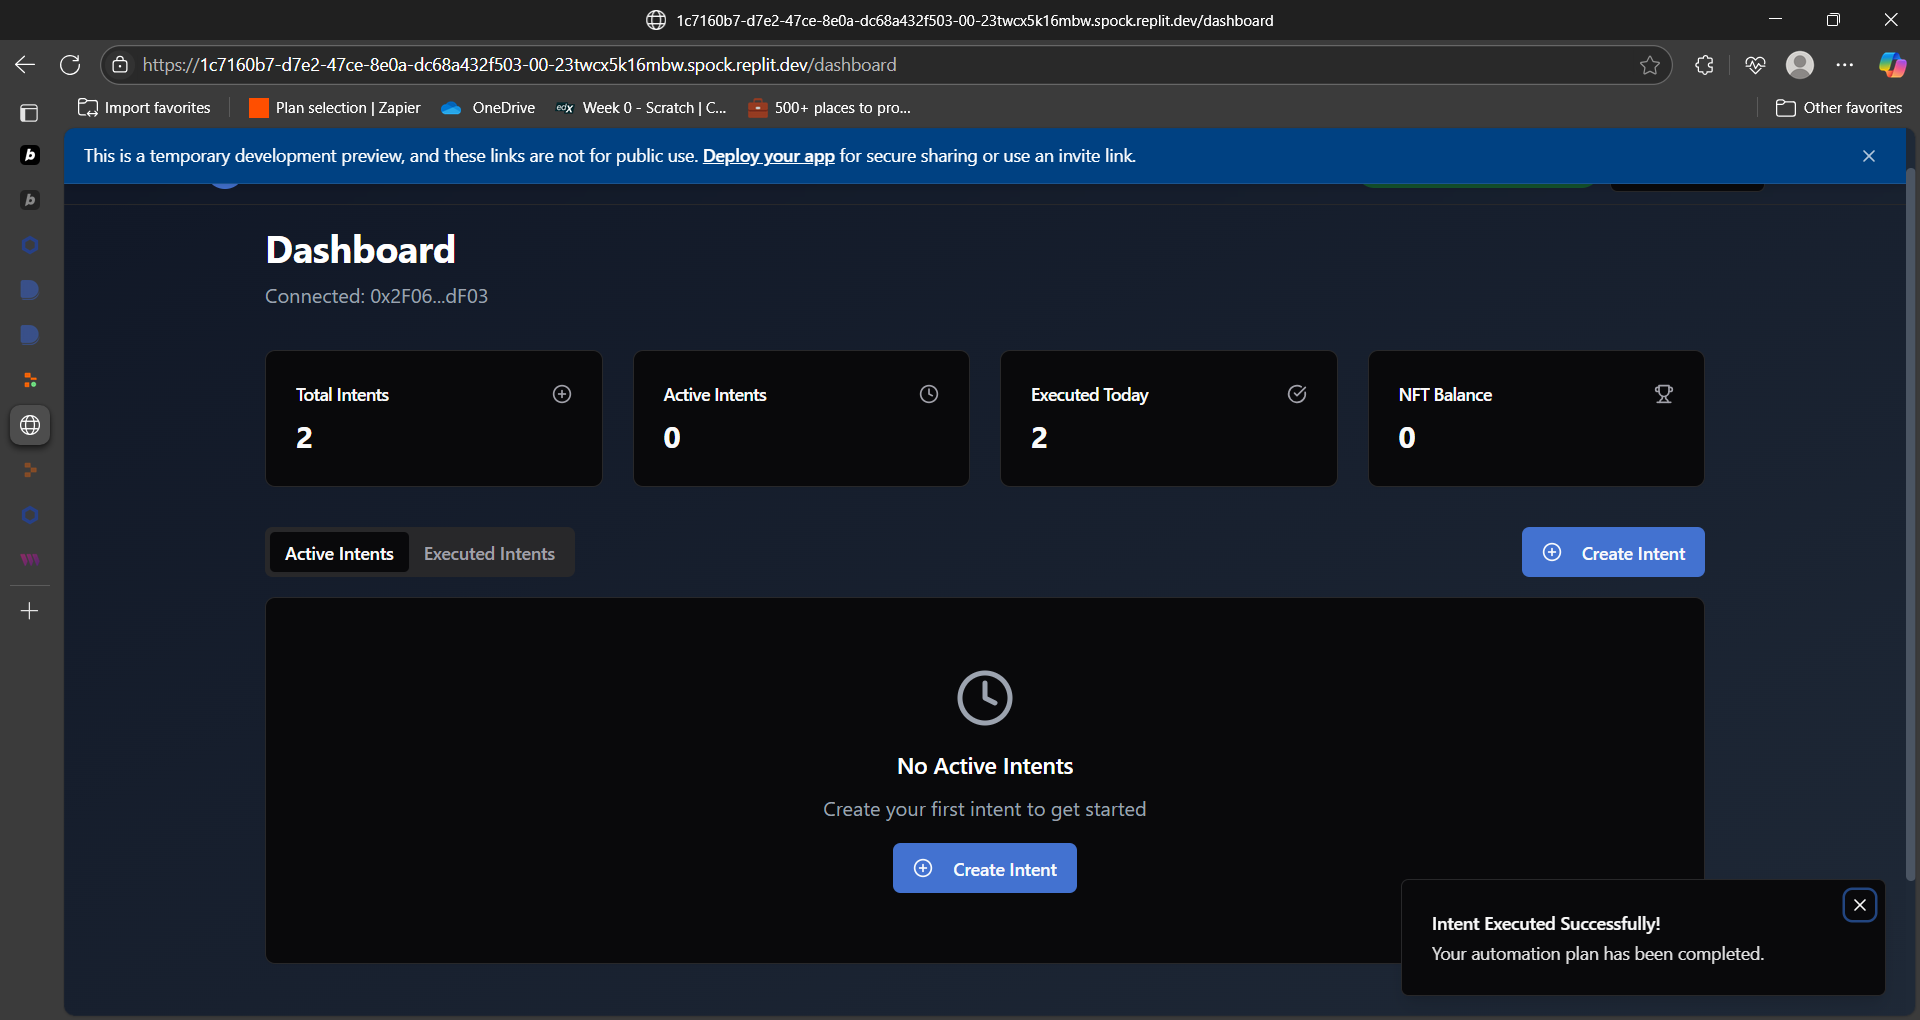 1c7160b7-d7e2-47ce-8e0a-dc68a432f503-00-23twcx5k16mbw.spock.replit.dev/dashboard
https://1c7160b7-d7e2-47ce-8e0a-dc68a432f503-00-23twcx5k16mbw.spock.replit.dev/dashboard
Import favorites
Plan selection | Zapier
OneDrive
edX
Week 0 - Scratch | C...
500+ places to pro...
Other favorites
This is a temporary development preview, and these links are not for public use. Deploy your app for secure sharing or use an invite link.
Dashboard
Connected: 0x2F06...dF03
Total Intents
2
Active Intents
0
Executed Today
2
NFT Balance
0
Active Intents
Executed Intents
Create Intent
No Active Intents
Create your first intent to get started
Create Intent
Intent Executed Successfully!
Your automation plan has been completed.